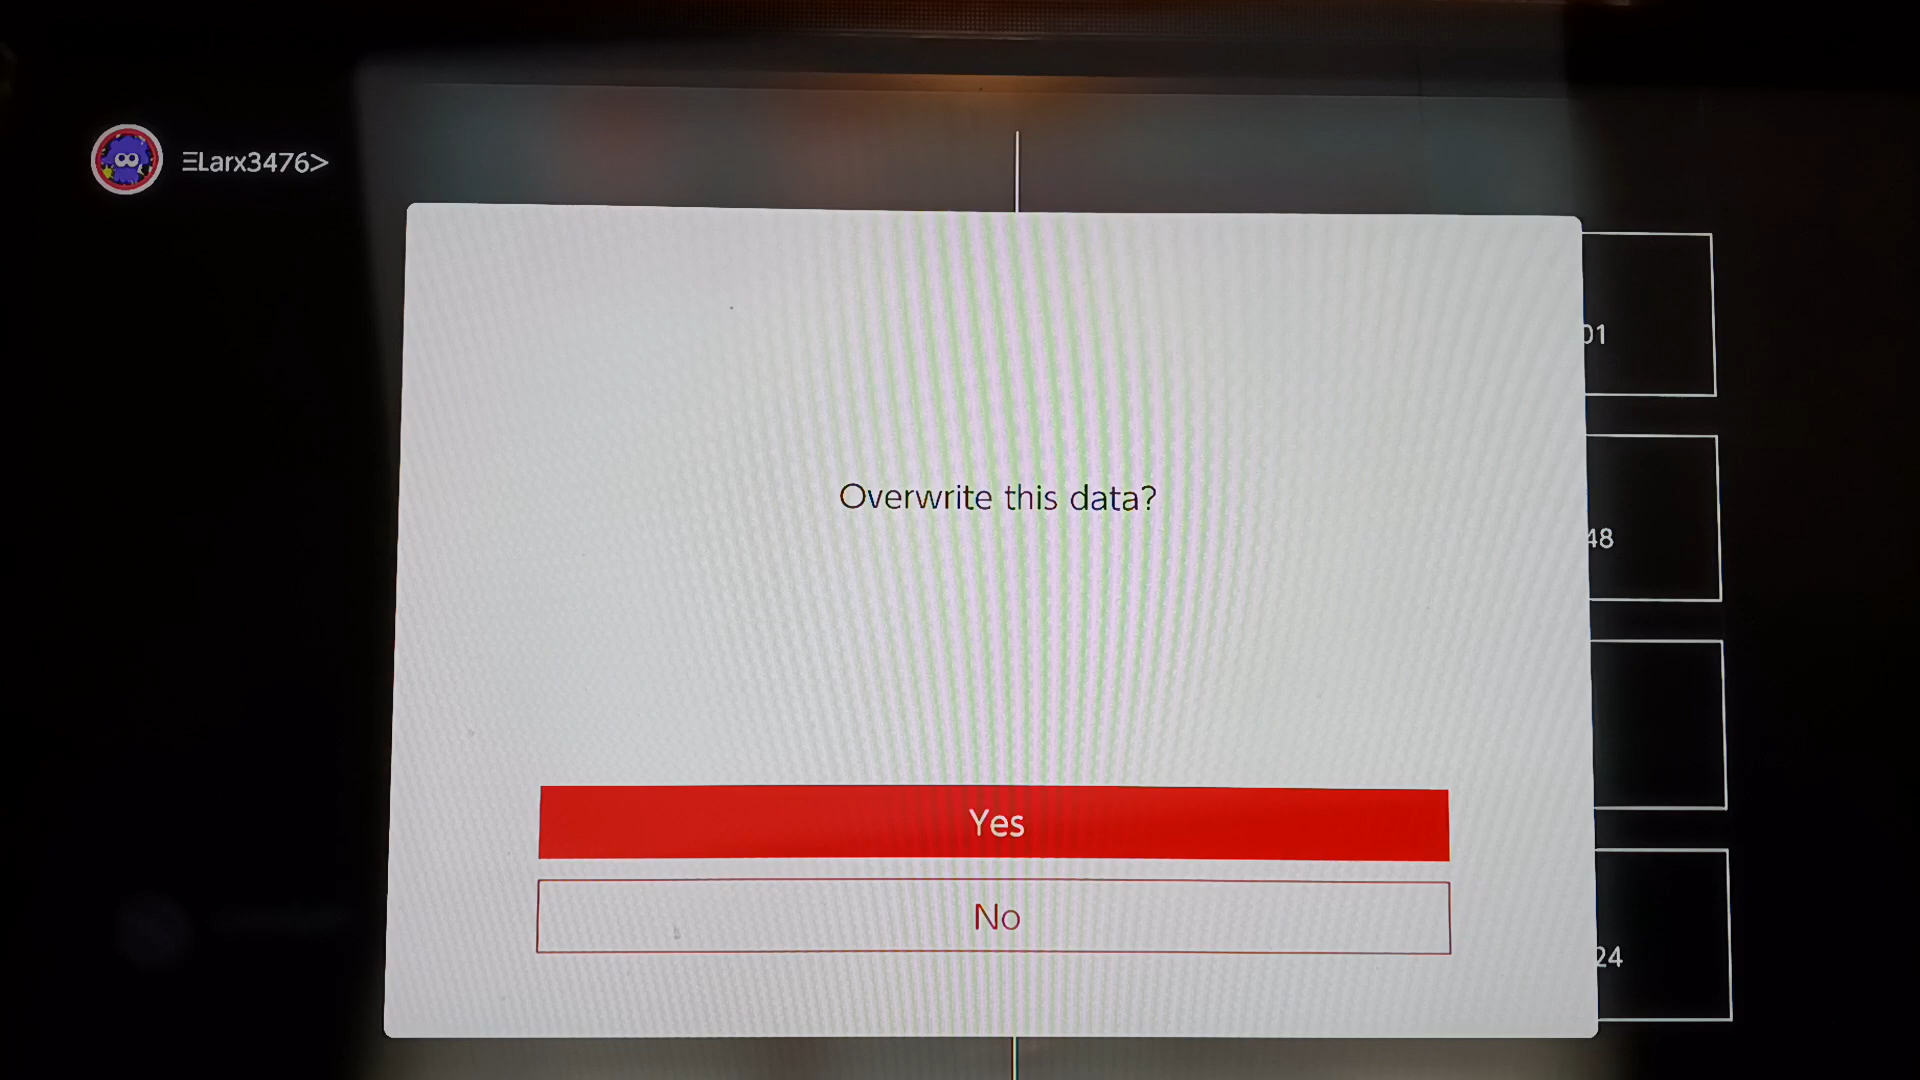 ΞLarx3476>
01
48
Overwrite this data?
Yes
No
24